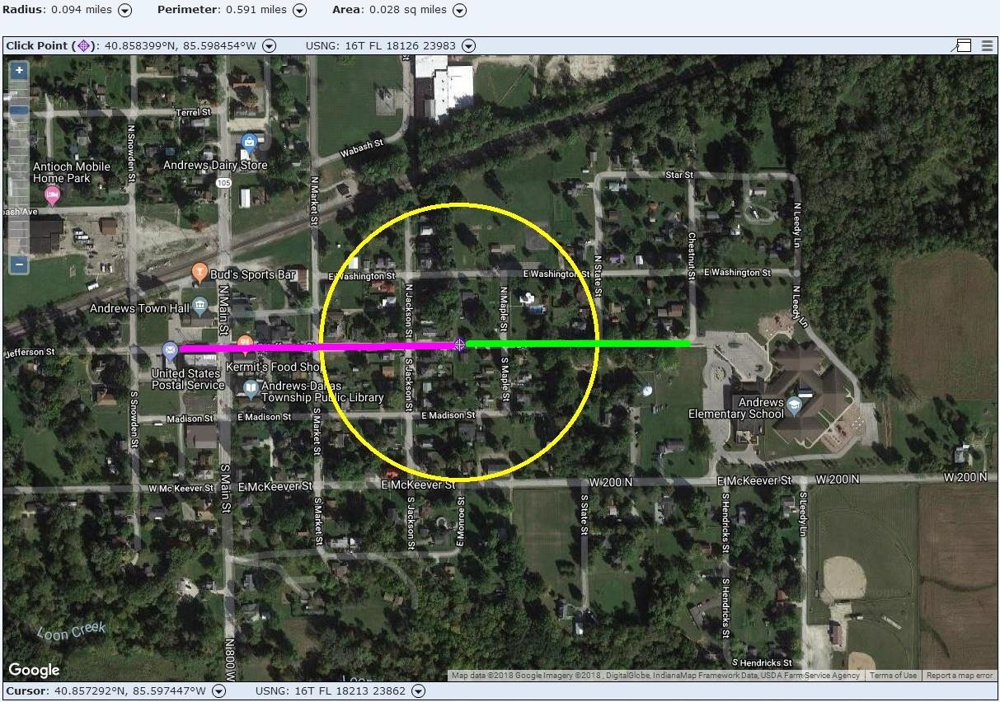 Radius: 0.094 miles Perimeter: 0.591 miles Area: 0.028 sq miles
Click Point ( ): 40.858399°N, 85.598454°W USNG: 16T FL 18126 23983
+
Terrel St
N Snowden St
Wabash St
Andrews Dairy Store
Antioch Mobile
Home Park
105
N Market St
Star St
N Leedy Ln
Chestnut St
−
Bud's Sports Bar
E Washington St
E Washington St
N State St
E Washington St
Andrews Town Hall
N Main St
N Jackson St
N Maple St
N Leedy Ln
Jefferson St
Kermit's Food Shop
United States
Postal Service
Andrews-Dallas
Township Public Library
S Jackson St
S Maple St
Andrews
Elementary School
S Snowden St
Madison St
E Madison St
S Market St
E Madison St
W Mc Keever St
S Main St
E McKeever St
E McKeever St
W 200 N
E McKeever St
W 200 N
W 200 N
S Market St
S Jackson St
E Monroe St
S State St
S Hendricks St
S Leedy Ln
S Hendricks St
Loon Creek
N 800 W
S Hendricks St
Google
Map data ©2018 Google Imagery ©2018 , DigitalGlobe, IndianaMap Framework Data, USDA Farm Service Agency Terms of Use Report a map error
Cursor: 40.857292°N, 85.597447°W USNG: 16T FL 18213 23862